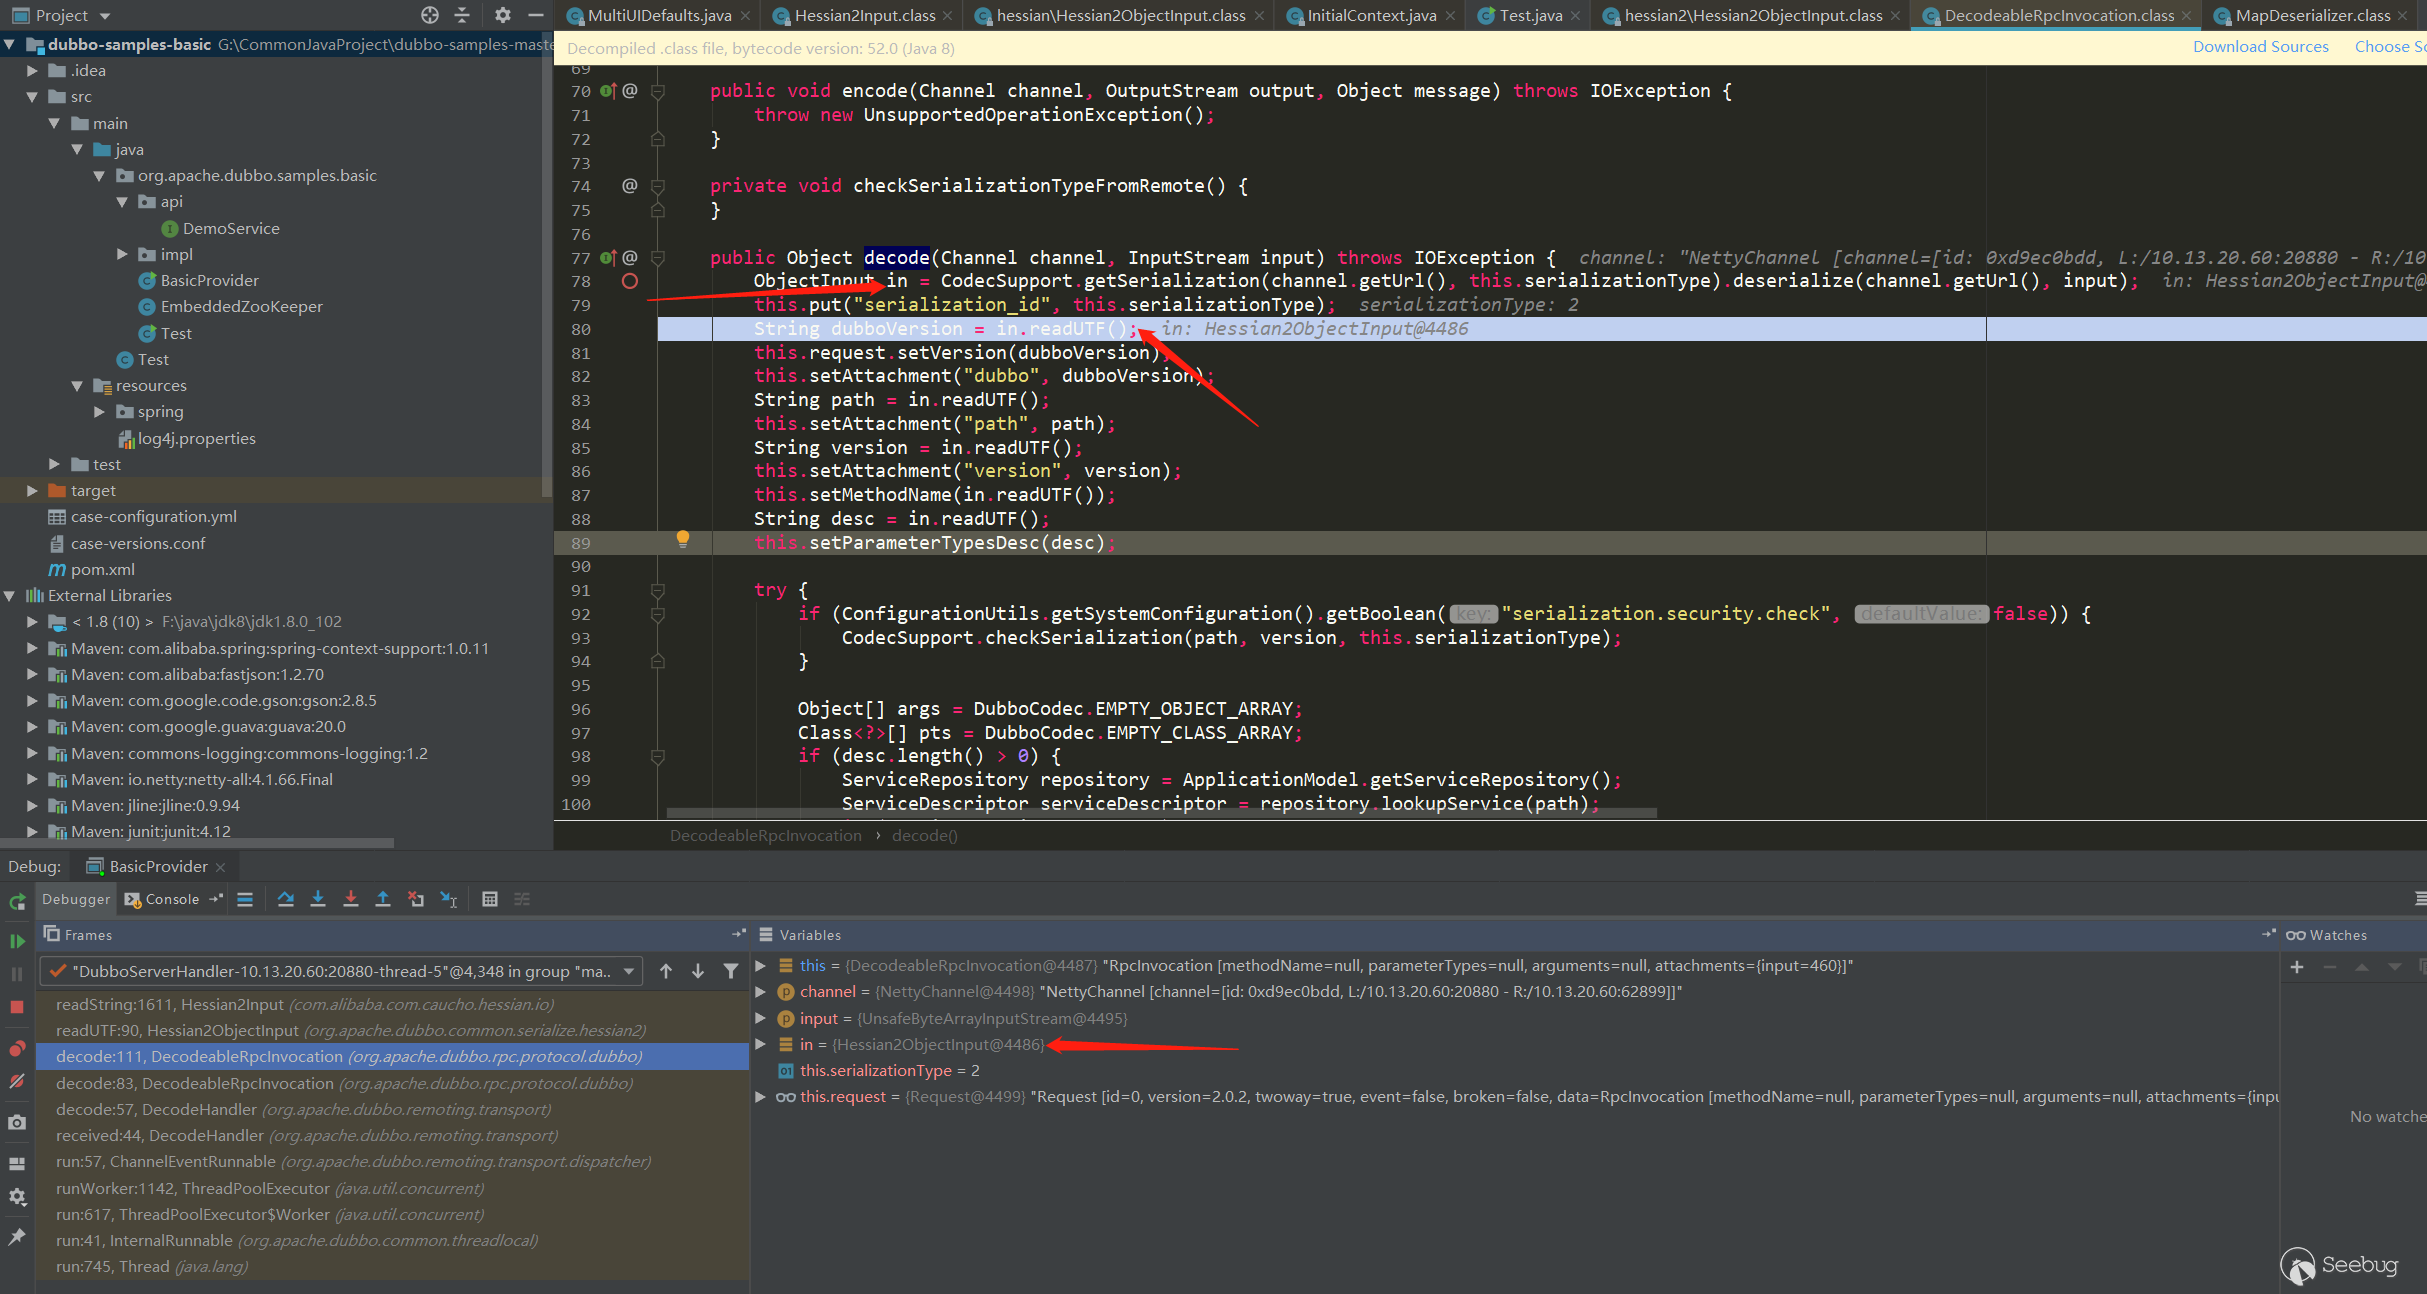 Project
MultiUIDefaults.java
Hessian2Input.class
hessian\Hessian2ObjectInput.class
InitialContext.java
Test.java
hessian2\Hessian2ObjectInput.class
DecodeableRpcInvocation.class
MapDeserializer.class
dubbo-samples-basic G:\CommonJavaProject\dubbo-samples-maste
.idea
src
main
java
org.apache.dubbo.samples.basic
api
DemoService
impl
BasicProvider
EmbeddedZooKeeper
Test
Test
resources
spring
log4j.properties
test
target
case-configuration.yml
case-versions.conf
pom.xml
External Libraries
< 1.8 (10) > F:\java\jdk8\jdk1.8.0_102
Maven: com.alibaba.spring:spring-context-support:1.0.11
Maven: com.alibaba:fastjson:1.2.70
Maven: com.google.code.gson:gson:2.8.5
Maven: com.google.guava:guava:20.0
Maven: commons-logging:commons-logging:1.2
Maven: io.netty:netty-all:4.1.66.Final
Maven: jline:jline:0.9.94
Maven: junit:junit:4.12
Decompiled .class file, bytecode version: 52.0 (Java 8)
Download Sources Choose So
69
70 @ public void encode(Channel channel, OutputStream output, Object message) throws IOException {
71 throw new UnsupportedOperationException();
72 }
73
74 @ private void checkSerializationTypeFromRemote() {
75 }
76
77 @ public Object decode(Channel channel, InputStream input) throws IOException { channel: "NettyChannel [channel=[id: 0xd9ec0bdd, L:/10.13.20.60:20880 - R:/10
78 ObjectInput in = CodecSupport.getSerialization(channel.getUrl(), this.serializationType).deserialize(channel.getUrl(), input); in: Hessian2ObjectInput@
79 this.put("serialization_id", this.serializationType); serializationType: 2
80 String dubboVersion = in.readUTF(); in: Hessian2ObjectInput@4486
81 this.request.setVersion(dubboVersion);
82 this.setAttachment("dubbo", dubboVersion);
83 String path = in.readUTF();
84 this.setAttachment("path", path);
85 String version = in.readUTF();
86 this.setAttachment("version", version);
87 this.setMethodName(in.readUTF());
88 String desc = in.readUTF();
89 this.setParameterTypesDesc(desc);
90
91 try {
92 if (ConfigurationUtils.getSystemConfiguration().getBoolean( key: "serialization.security.check", defaultValue: false)) {
93 CodecSupport.checkSerialization(path, version, this.serializationType);
94 }
95
96 Object[] args = DubboCodec.EMPTY_OBJECT_ARRAY;
97 Class<?>[] pts = DubboCodec.EMPTY_CLASS_ARRAY;
98 if (desc.length() > 0) {
99 ServiceRepository repository = ApplicationModel.getServiceRepository();
100 ServiceDescriptor serviceDescriptor = repository.lookupService(path);
DecodeableRpcInvocation › decode()
Debug: BasicProvider
Debugger Console
Frames
"DubboServerHandler-10.13.20.60:20880-thread-5"@4,348 in group "ma...
readString:1611, Hessian2Input (com.alibaba.com.caucho.hessian.io)
readUTF:90, Hessian2ObjectInput (org.apache.dubbo.common.serialize.hessian2)
decode:111, DecodeableRpcInvocation (org.apache.dubbo.rpc.protocol.dubbo)
decode:83, DecodeableRpcInvocation (org.apache.dubbo.rpc.protocol.dubbo)
decode:57, DecodeHandler (org.apache.dubbo.remoting.transport)
received:44, DecodeHandler (org.apache.dubbo.remoting.transport)
run:57, ChannelEventRunnable (org.apache.dubbo.remoting.transport.dispatcher)
runWorker:1142, ThreadPoolExecutor (java.util.concurrent)
run:617, ThreadPoolExecutor$Worker (java.util.concurrent)
run:41, InternalRunnable (org.apache.dubbo.common.threadlocal)
run:745, Thread (java.lang)
Variables
this = {DecodeableRpcInvocation@4487} "RpcInvocation [methodName=null, parameterTypes=null, arguments=null, attachments={input=460}]"
channel = {NettyChannel@4498} "NettyChannel [channel=[id: 0xd9ec0bdd, L:/10.13.20.60:20880 - R:/10.13.20.60:62899]]"
input = {UnsafeByteArrayInputStream@4495}
in = {Hessian2ObjectInput@4486}
this.serializationType = 2
this.request = {Request@4499} "Request [id=0, version=2.0.2, twoway=true, event=false, broken=false, data=RpcInvocation [methodName=null, parameterTypes=null, arguments=null, attachments={inpu
Watches
No watche
Seebug